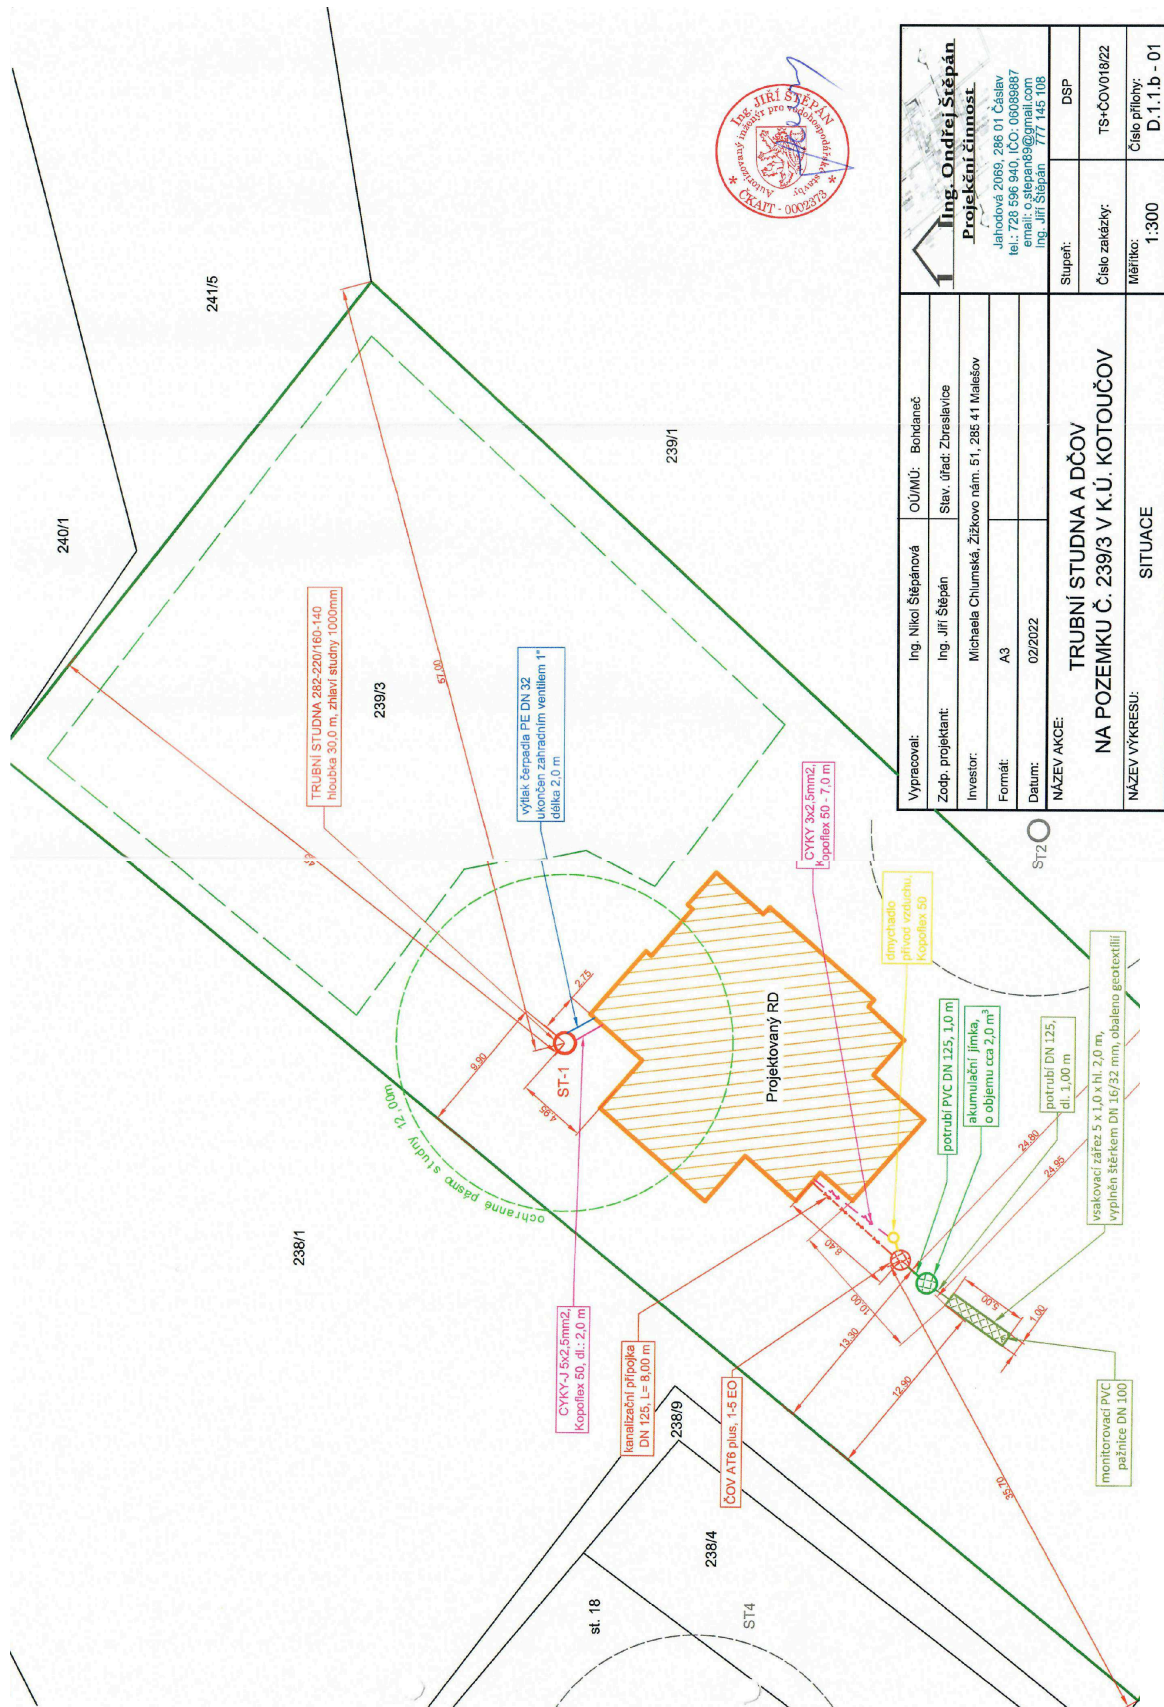 240/1
241/5
239/1
239/3
238/1
238/9
238/4
st. 18
ST4
ST2
TRUBNÍ STUDNA 282-220/160-140
hloubka 30,0 m, zhlaví studny 1000mm
výtlak čerpadla PE DN 32
ukončen zahradním ventilem 1"
délka 2,0 m
67.00
8.90
2.75
4.95
ST-1
ochranné pásmo studny 12,00m
Projektovaný RD
CYKY 3x2,5mm2,
Kopoflex 50 - 7,0 m
dmychadlo
přívod vzduchu,
Kopoflex 50
CYKY-J 5x2,5mm2,
Kopoflex 50, dl.: 2,0 m
kanalizační přípojka
DN 125, L= 8,00 m
ČOV AT6 plus, 1-5 EO
potrubí PVC DN 125, 1,0 m
akumulační jímka,
o objemu cca 2,0 m³
potrubí DN 125,
dl. 1,00 m
vsakovací zářez 5 x 1,0 x hl. 2,0 m,
vyplněn štěrkem DN 16/32 mm, obaleno geotextilií
monitorovací PVC
pažnice DN 100
8.40
10.00
13.30
12.90
5.00
1.00
24.80
24.95
35.70
Ing. JIŘÍ ŠTĚPÁN
Autorizovaný inženýr pro vodohospodářské stavby
ČKAIT - 0002373
Vypracoval: Ing. Nikol Štěpánová OÚ/MÚ: Bohdaneč
Zodp. projektant: Ing. Jiří Štěpán Stav. úřad: Zbraslavice
Investor: Michaela Chlumská, Žižkovo nám. 51, 285 41 Malešov
Formát: A3
Datum: 02/2022
Ing. Ondřej Štěpán
Projekční činnost
Jahodová 2069, 286 01 Čáslav
tel.: 728 596 940, IČO: 06089887
email: o.stepan89@gmail.com
Ing. Jiří Štěpán 777 145 108
NÁZEV AKCE:
TRUBNÍ STUDNA A DČOV
NA POZEMKU Č. 239/3 V K.Ú. KOTOUČOV
Stupeň: DSP
Číslo zakázky: TS+ČOV018/22
NÁZEV VÝKRESU:
SITUACE
Měřítko:
1:300
Číslo přílohy:
D.1.1.b - 01